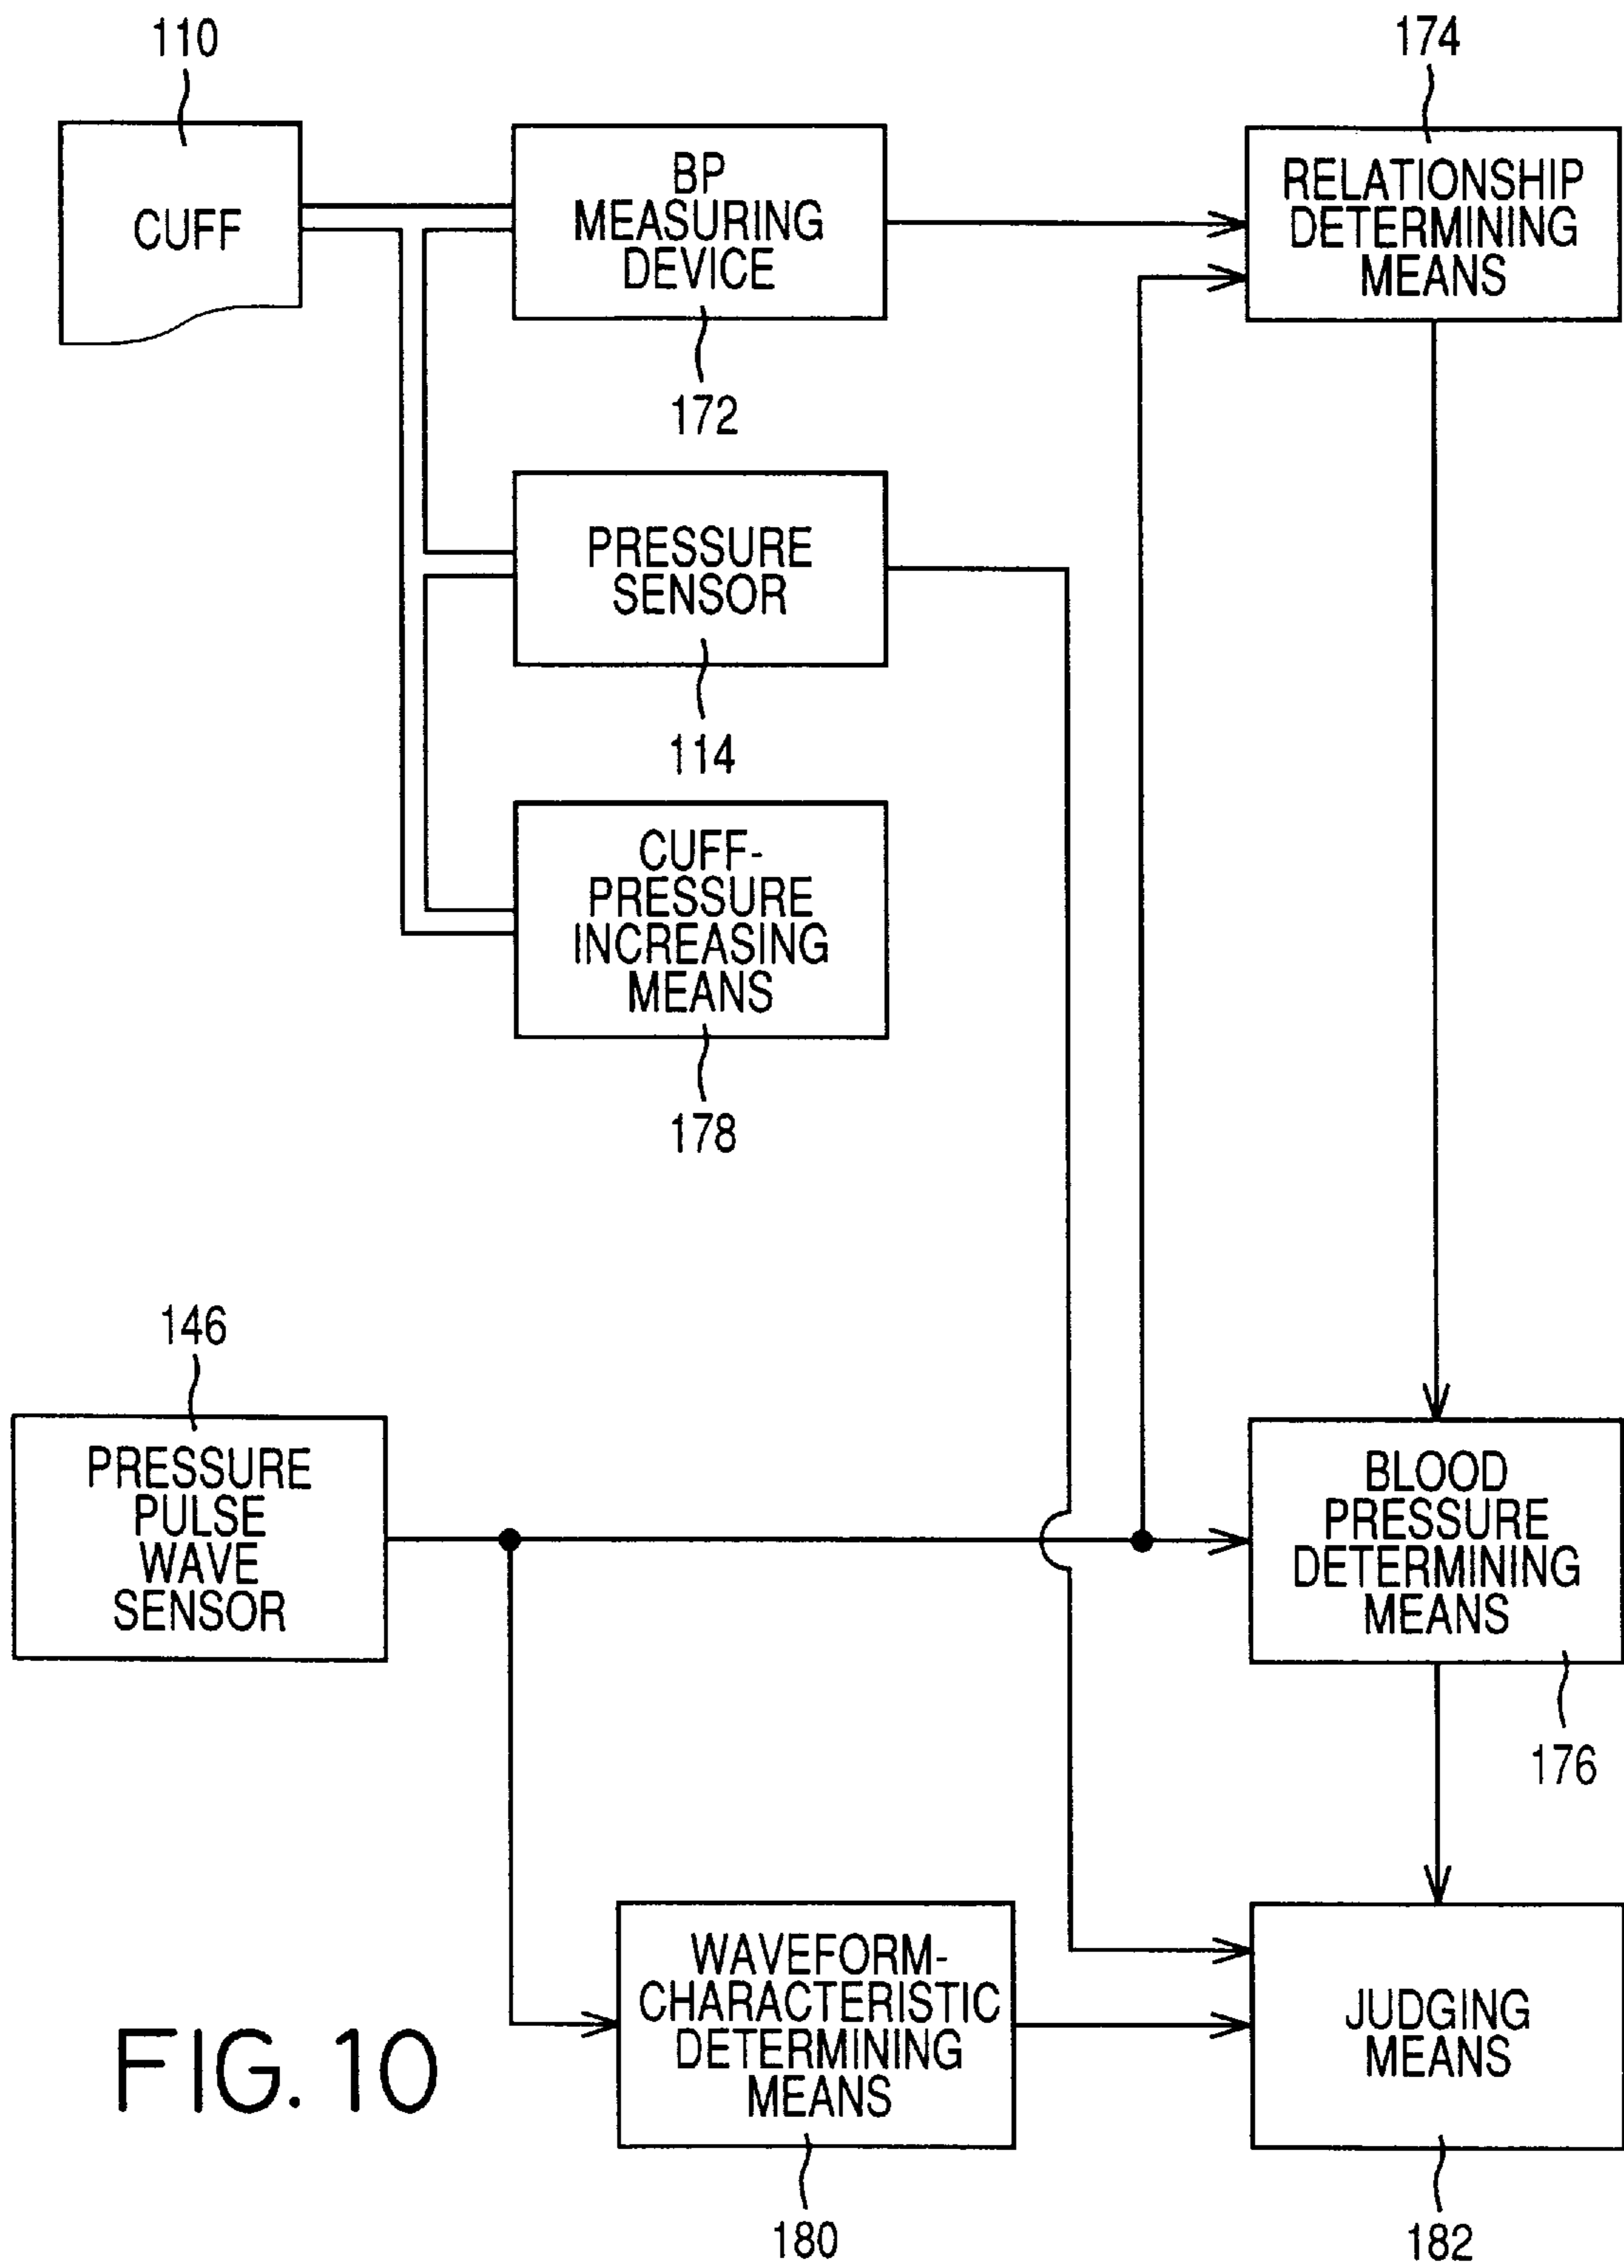 110
174
CUFF
BP
MEASURING
DEVICE
RELATIONSHIP
DETERMINING
MEANS
172
PRESSURE
SENSOR
114
CUFF-
PRESSURE
INCREASING
MEANS
178
146
PRESSURE
PULSE
WAVE
SENSOR
BLOOD
PRESSURE
DETERMINING
MEANS
176
WAVEFORM-
CHARACTERISTIC
DETERMINING
MEANS
JUDGING
MEANS
FIG. 10
180
182